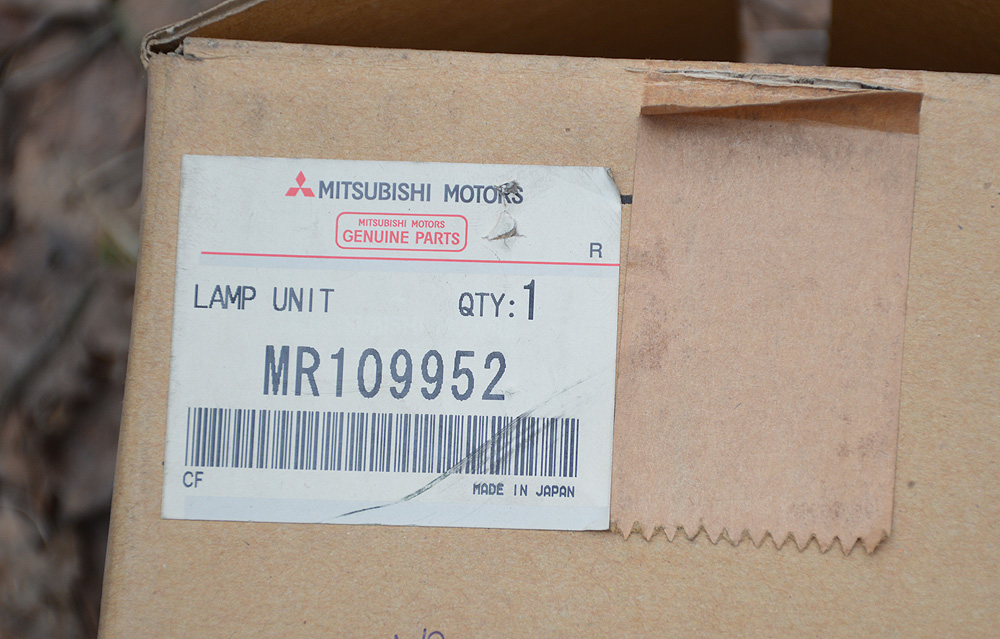 MITSUBISHI MOTORS
MITSUBISHI MOTORS
GENUINE PARTS
R
LAMP UNIT QTY:1
MR109952
CF MADE IN JAPAN